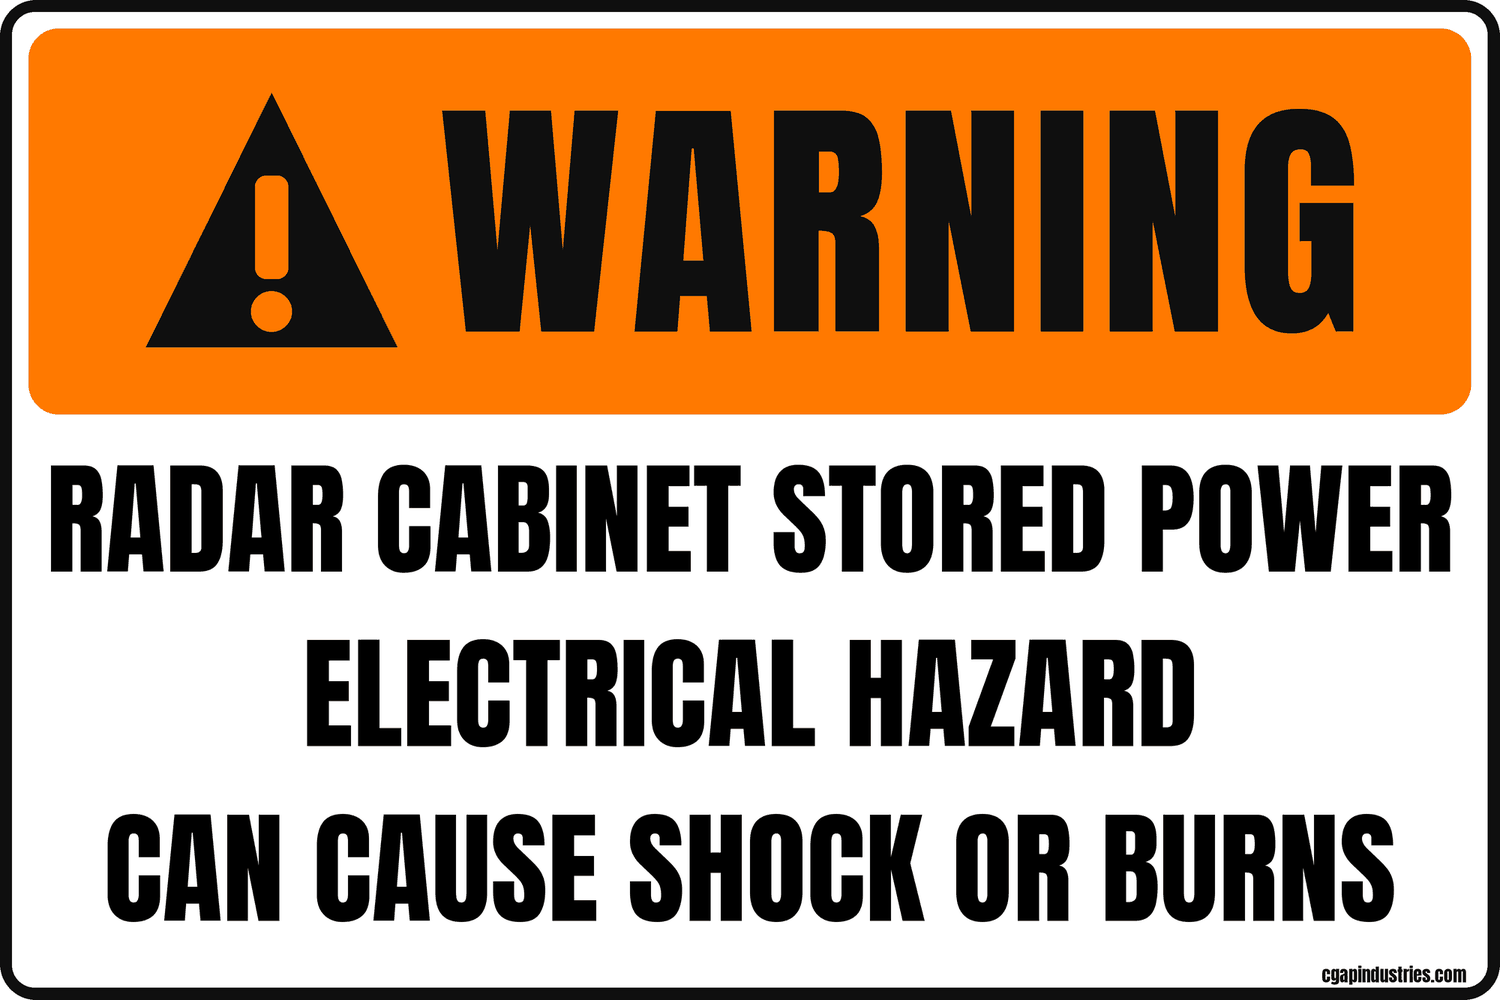 WARNING
RADAR CABINET STORED POWER
ELECTRICAL HAZARD
CAN CAUSE SHOCK OR BURNS
cgapindustries.com